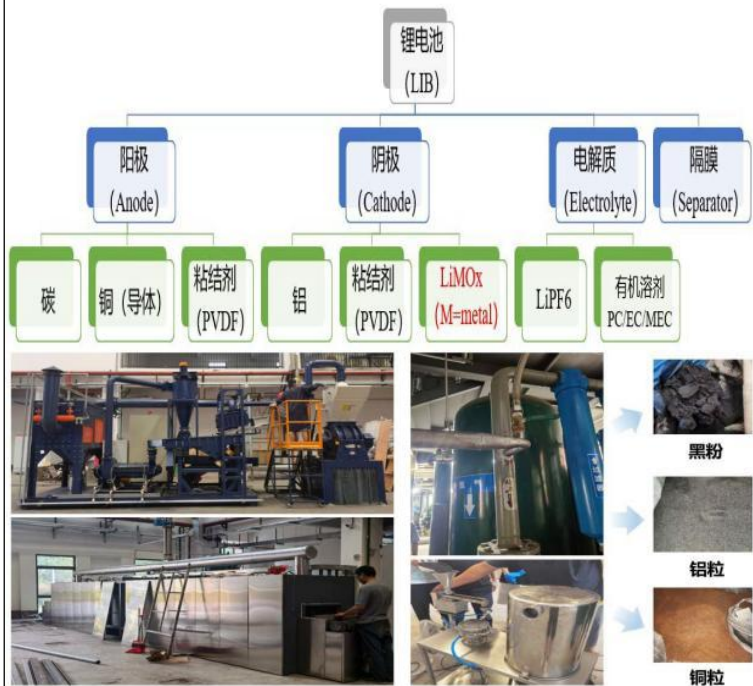 锂电池
(LIB)
阳极
(Anode)
阴极
(Cathode)
电解质
(Electrolyte)
隔膜
(Separator)
碳
铜 (导体)
粘结剂
(PVDF)
铝
粘结剂
(PVDF)
LiMOx
(M=metal)
LiPF6
有机溶剂
PC/EC/MEC
黑粉
铝粒
铜粒